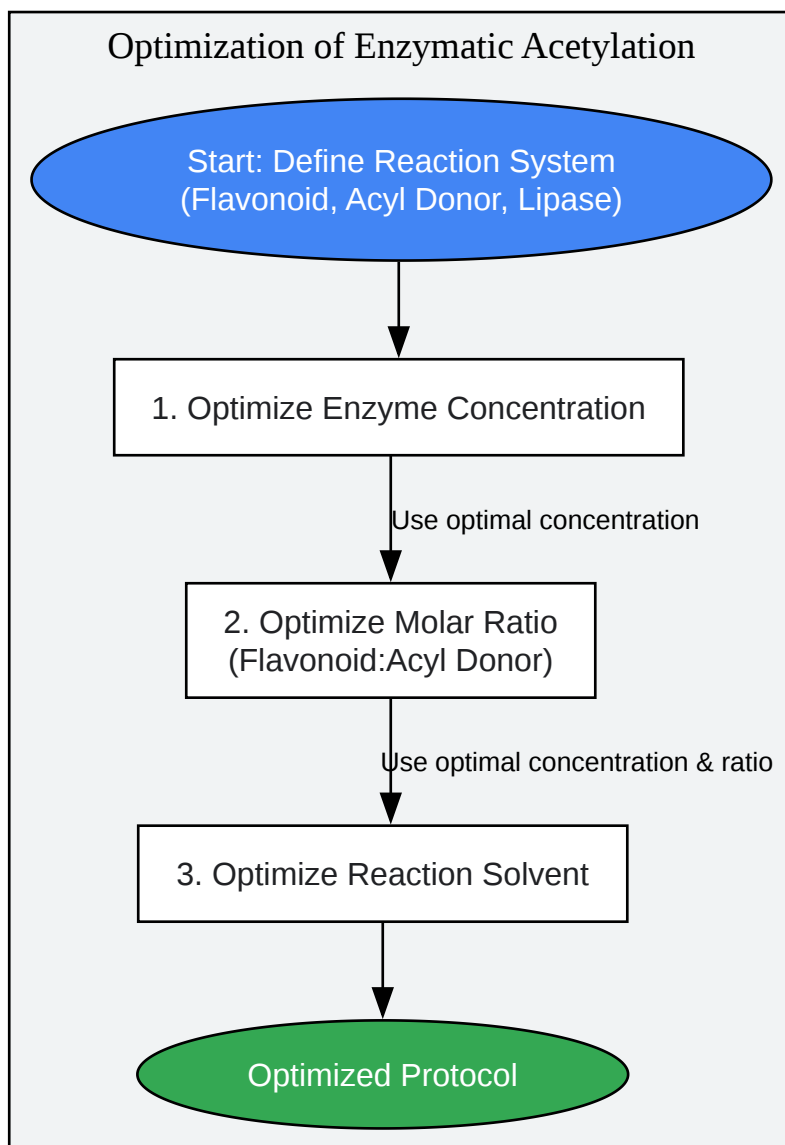 Optimization of Enzymatic Acetylation
Start: Define Reaction System
(Flavonoid, Acyl Donor, Lipase)
1. Optimize Enzyme Concentration
Use optimal concentration
2. Optimize Molar Ratio
(Flavonoid:Acyl Donor)
Use optimal concentration & ratio
3. Optimize Reaction Solvent
Optimized Protocol